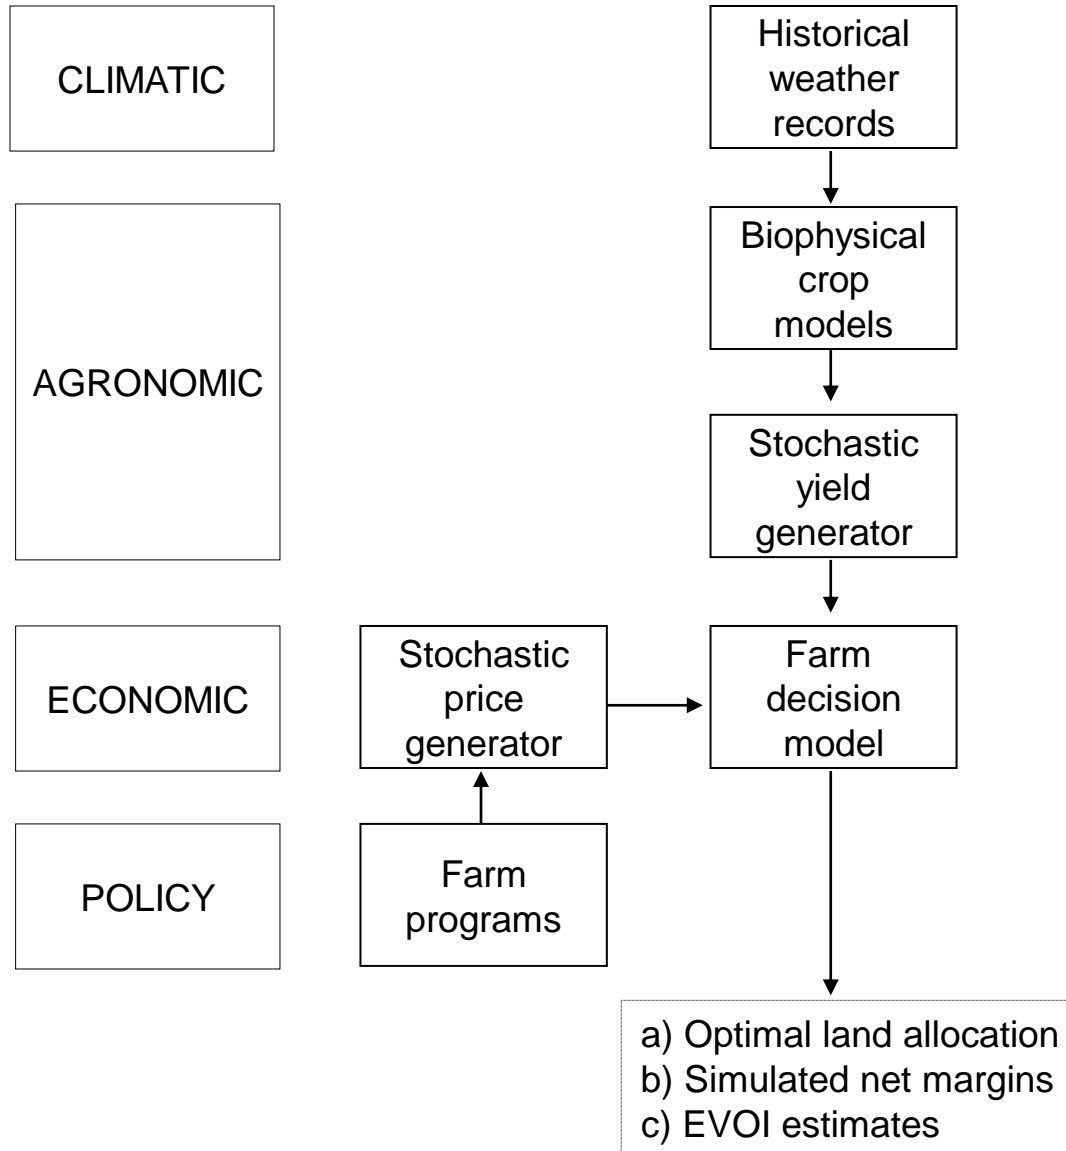 CLIMATIC
Historical
weather
records
AGRONOMIC
Biophysical
crop
models
Stochastic
yield
generator
ECONOMIC
Stochastic
price
generator
Farm
decision
model
POLICY
Farm
programs
a) Optimal land allocation
b) Simulated net margins
c) EVOI estimates